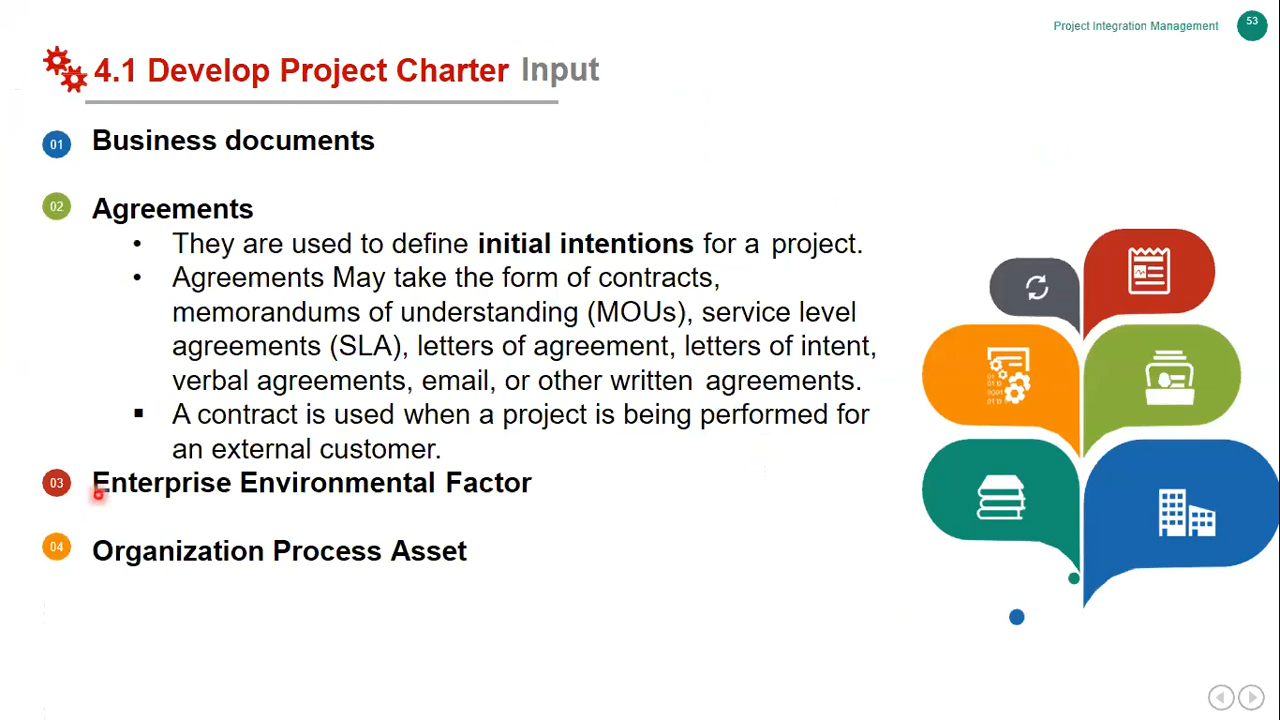 Project Integration Management
53
4.1 Develop Project Charter Input
01 Business documents
02 Agreements
• They are used to define initial intentions for a project.
• Agreements May take the form of contracts,
memorandums of understanding (MOUs), service level
agreements (SLA), letters of agreement, letters of intent,
verbal agreements, email, or other written agreements.
▪ A contract is used when a project is being performed for
an external customer.
03 Enterprise Environmental Factor
04 Organization Process Asset